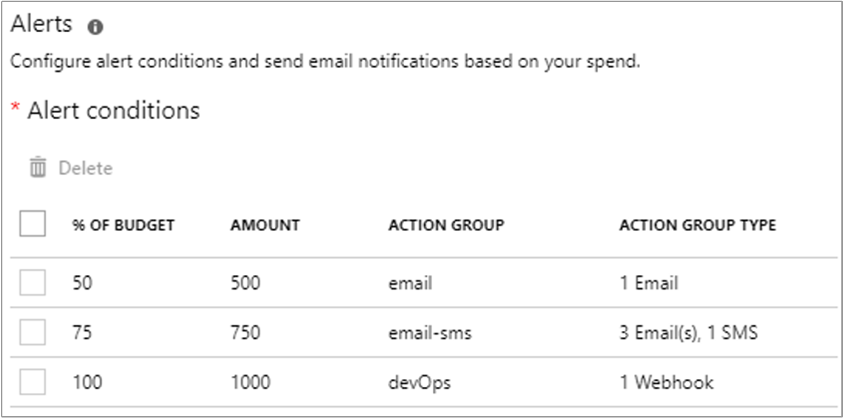 Alerts
Configure alert conditions and send email notifications based on your spend.
* Alert conditions
Delete
% OF BUDGET AMOUNT ACTION GROUP ACTION GROUP TYPE
50 500 email 1 Email
75 750 email-sms 3 Email(s), 1 SMS
100 1000 devOps 1 Webhook